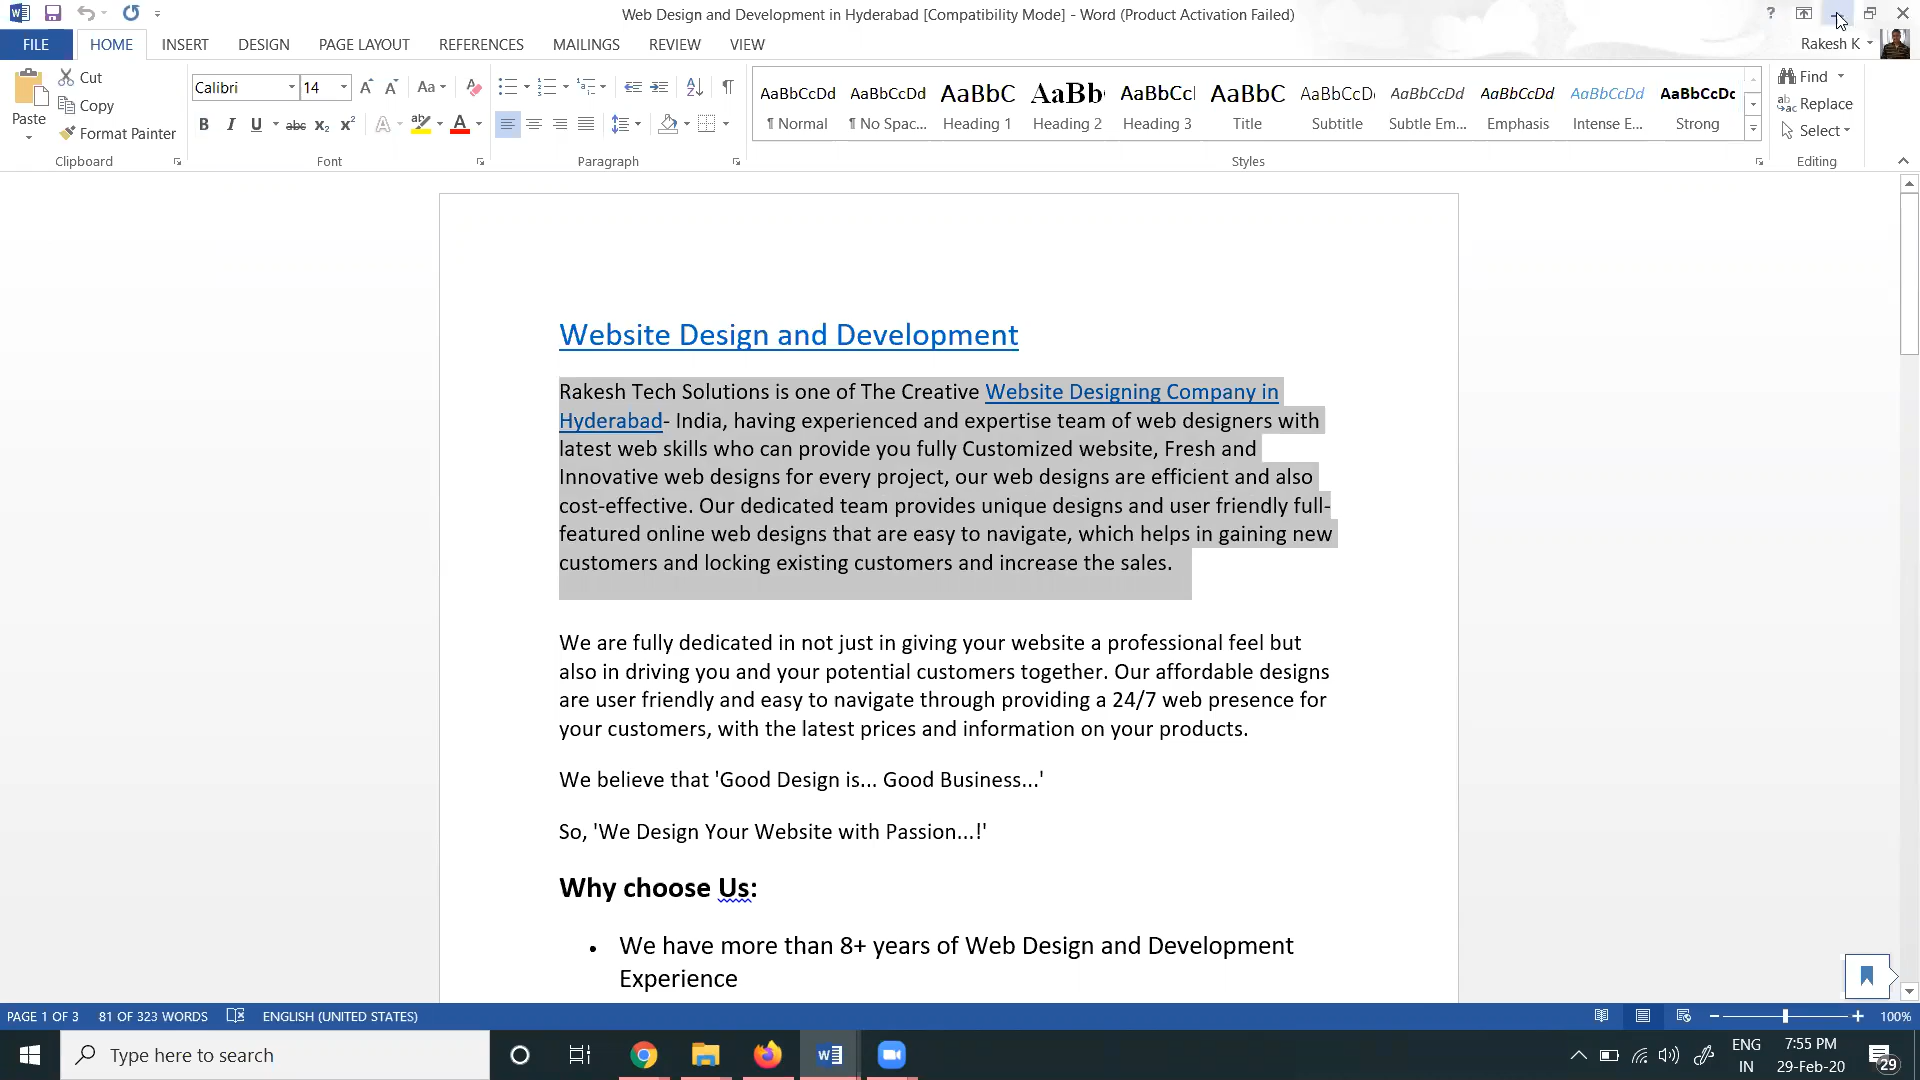 Web Design and Development in Hyderabad [Compatibility Mode] - Word (Product Activation Failed)
?
FILE HOME INSERT DESIGN PAGE LAYOUT REFERENCES MAILINGS REVIEW VIEW
Rakesh K
Paste
Cut
Copy
Format Painter
Clipboard
Calibri 14
Aa
B I U abc x₂ x² A A
Font
Paragraph
AaBbCcDd AaBbCcDd AaBbC AaBb( AaBbCcI AaBbC AaBbCcD AaBbCcDd AaBbCcDd AaBbCcDd AaBbCcDc
¶ Normal ¶ No Spac... Heading 1 Heading 2 Heading 3 Title Subtitle Subtle Em... Emphasis Intense E... Strong
Styles
Find
Replace
Select
Editing
Website Design and Development
Rakesh Tech Solutions is one of The Creative Website Designing Company in
Hyderabad- India, having experienced and expertise team of web designers with
latest web skills who can provide you fully Customized website, Fresh and
Innovative web designs for every project, our web designs are efficient and also
cost-effective. Our dedicated team provides unique designs and user friendly full-
featured online web designs that are easy to navigate, which helps in gaining new
customers and locking existing customers and increase the sales.
We are fully dedicated in not just in giving your website a professional feel but
also in driving you and your potential customers together. Our affordable designs
are user friendly and easy to navigate through providing a 24/7 web presence for
your customers, with the latest prices and information on your products.
We believe that 'Good Design is... Good Business...'
So, 'We Design Your Website with Passion...!'
Why choose Us:
• We have more than 8+ years of Web Design and Development
Experience
PAGE 1 OF 3 81 OF 323 WORDS ENGLISH (UNITED STATES) 100%
Type here to search
ENG
IN
7:55 PM
29-Feb-20
29